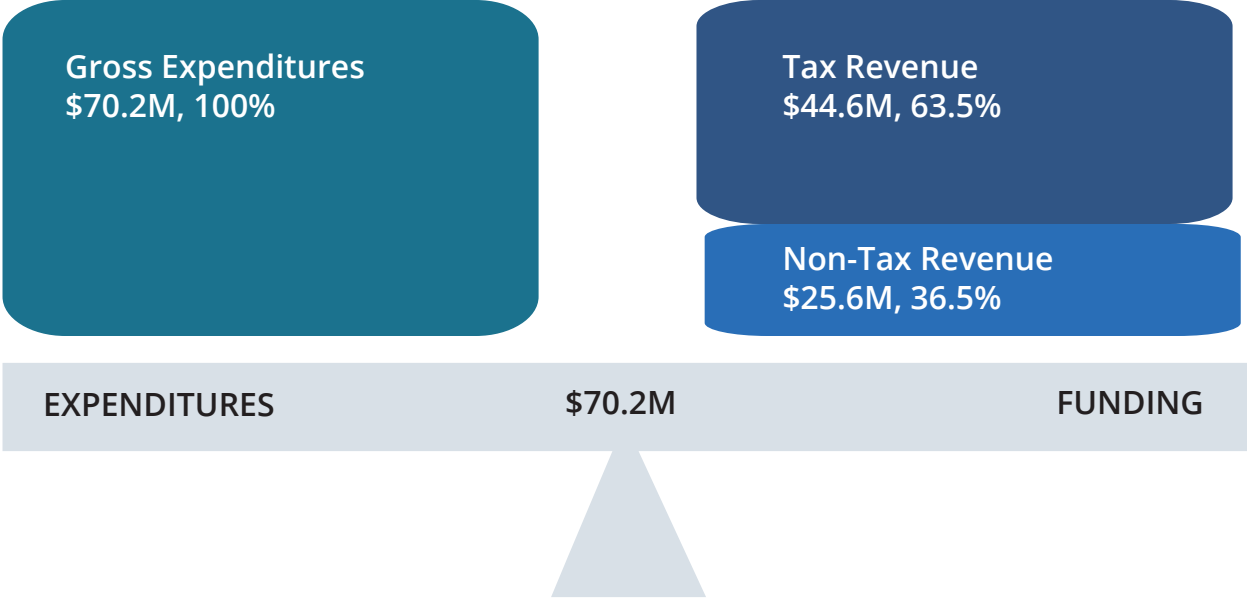 Gross Expenditures
$70.2M, 100%
Tax Revenue
$44.6M, 63.5%
Non-Tax Revenue
$25.6M, 36.5%
EXPENDITURES
$70.2M
FUNDING